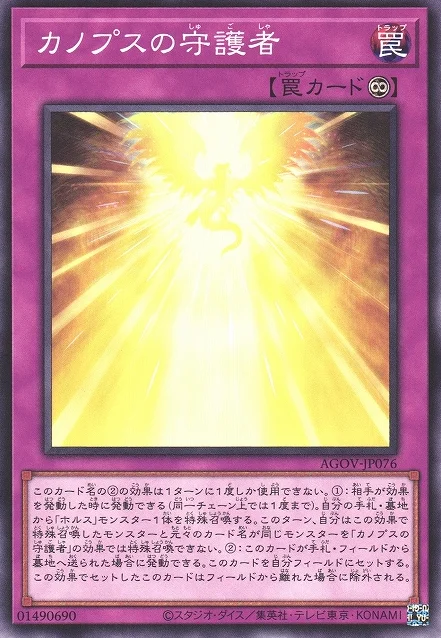 カノプスの守護者
しゅごしゃ
トラップ
罠
【罠カード】
トラップ
AGOV-JP076
このカード名の②の効果は1ターンに1度しか使用できない。①：相手が効果
を発動した時に発動できる(同一チェーン上では1度まで)。自分の手札・墓地
から「ホルス」モンスター1体を特殊召喚する。このターン、自分はこの効果で
特殊召喚したモンスターと元々のカード名が同じモンスターを「カノプスの
守護者」の効果では特殊召喚できない。②：このカードが手札・フィールドから
墓地へ送られた場合に発動できる。このカードを自分フィールドにセットする。
この効果でセットしたこのカードはフィールドから離れた場合に除外される。
01490690
©スタジオ・ダイス／集英社・テレビ東京・KONAMI